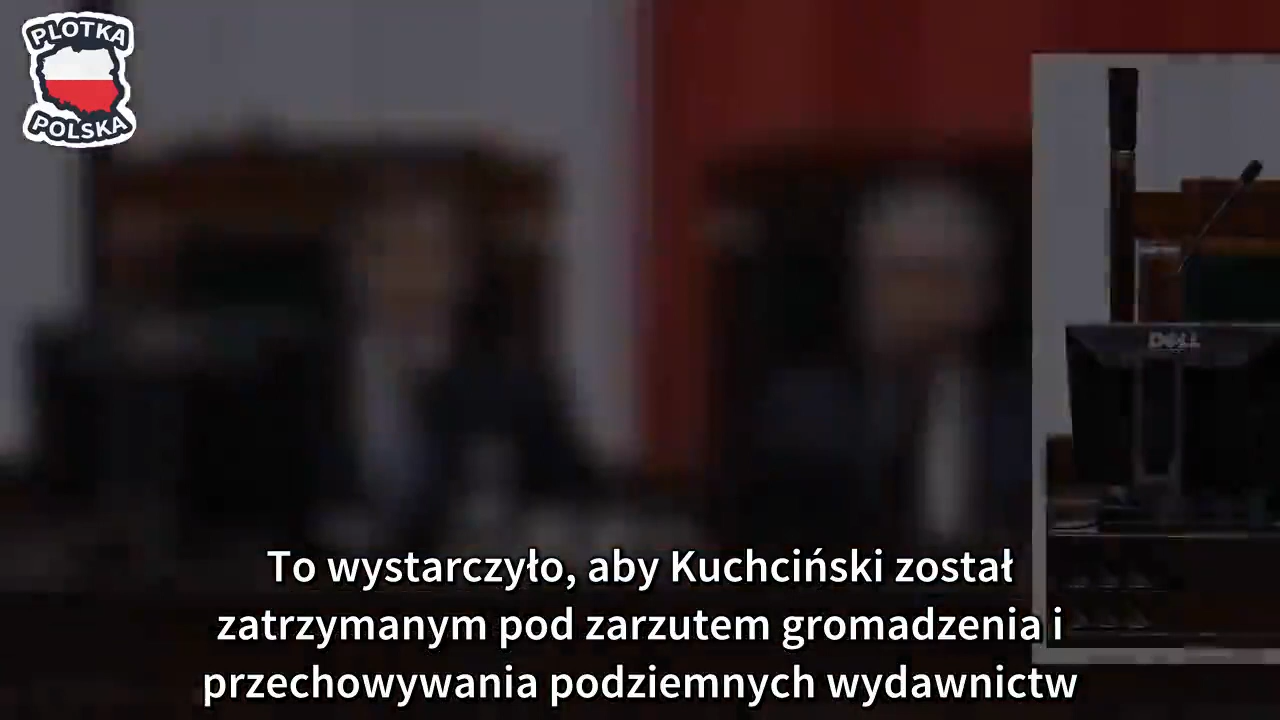 PLOTKA
POLSKA
DELL
To wystarczyło, aby Kuchciński został
zatrzymanym pod zarzutem gromadzenia i
przechowywania podziemnych wydawnictw